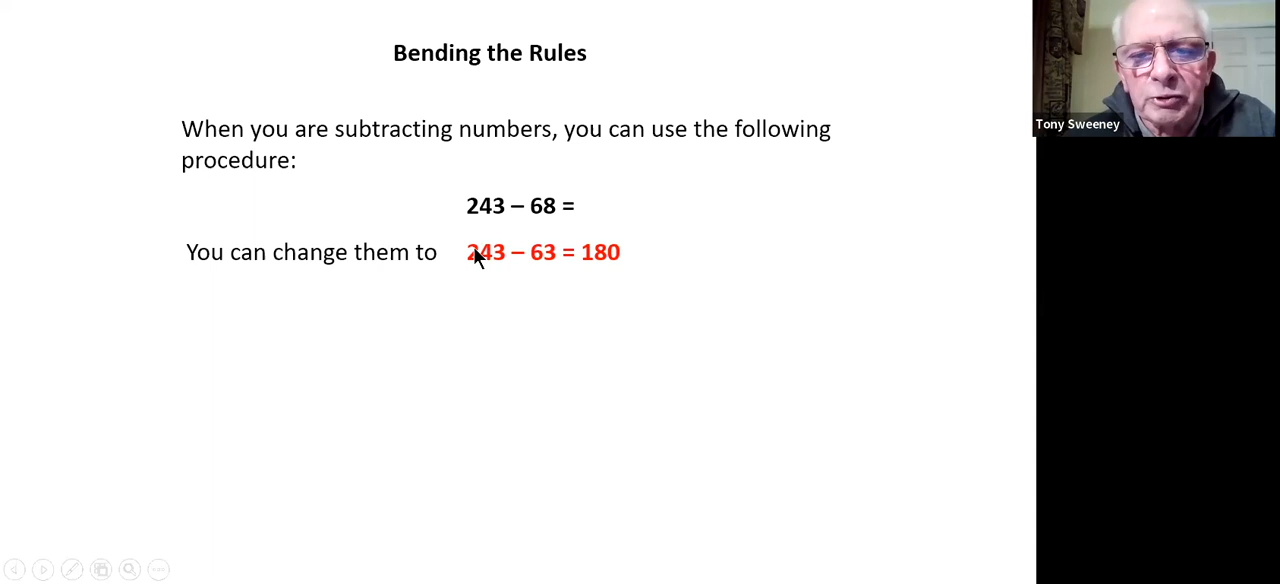 Bending the Rules
Tony Sweeney
When you are subtracting numbers, you can use the following
procedure:
243 – 68 =
You can change them to 243 – 63 = 180